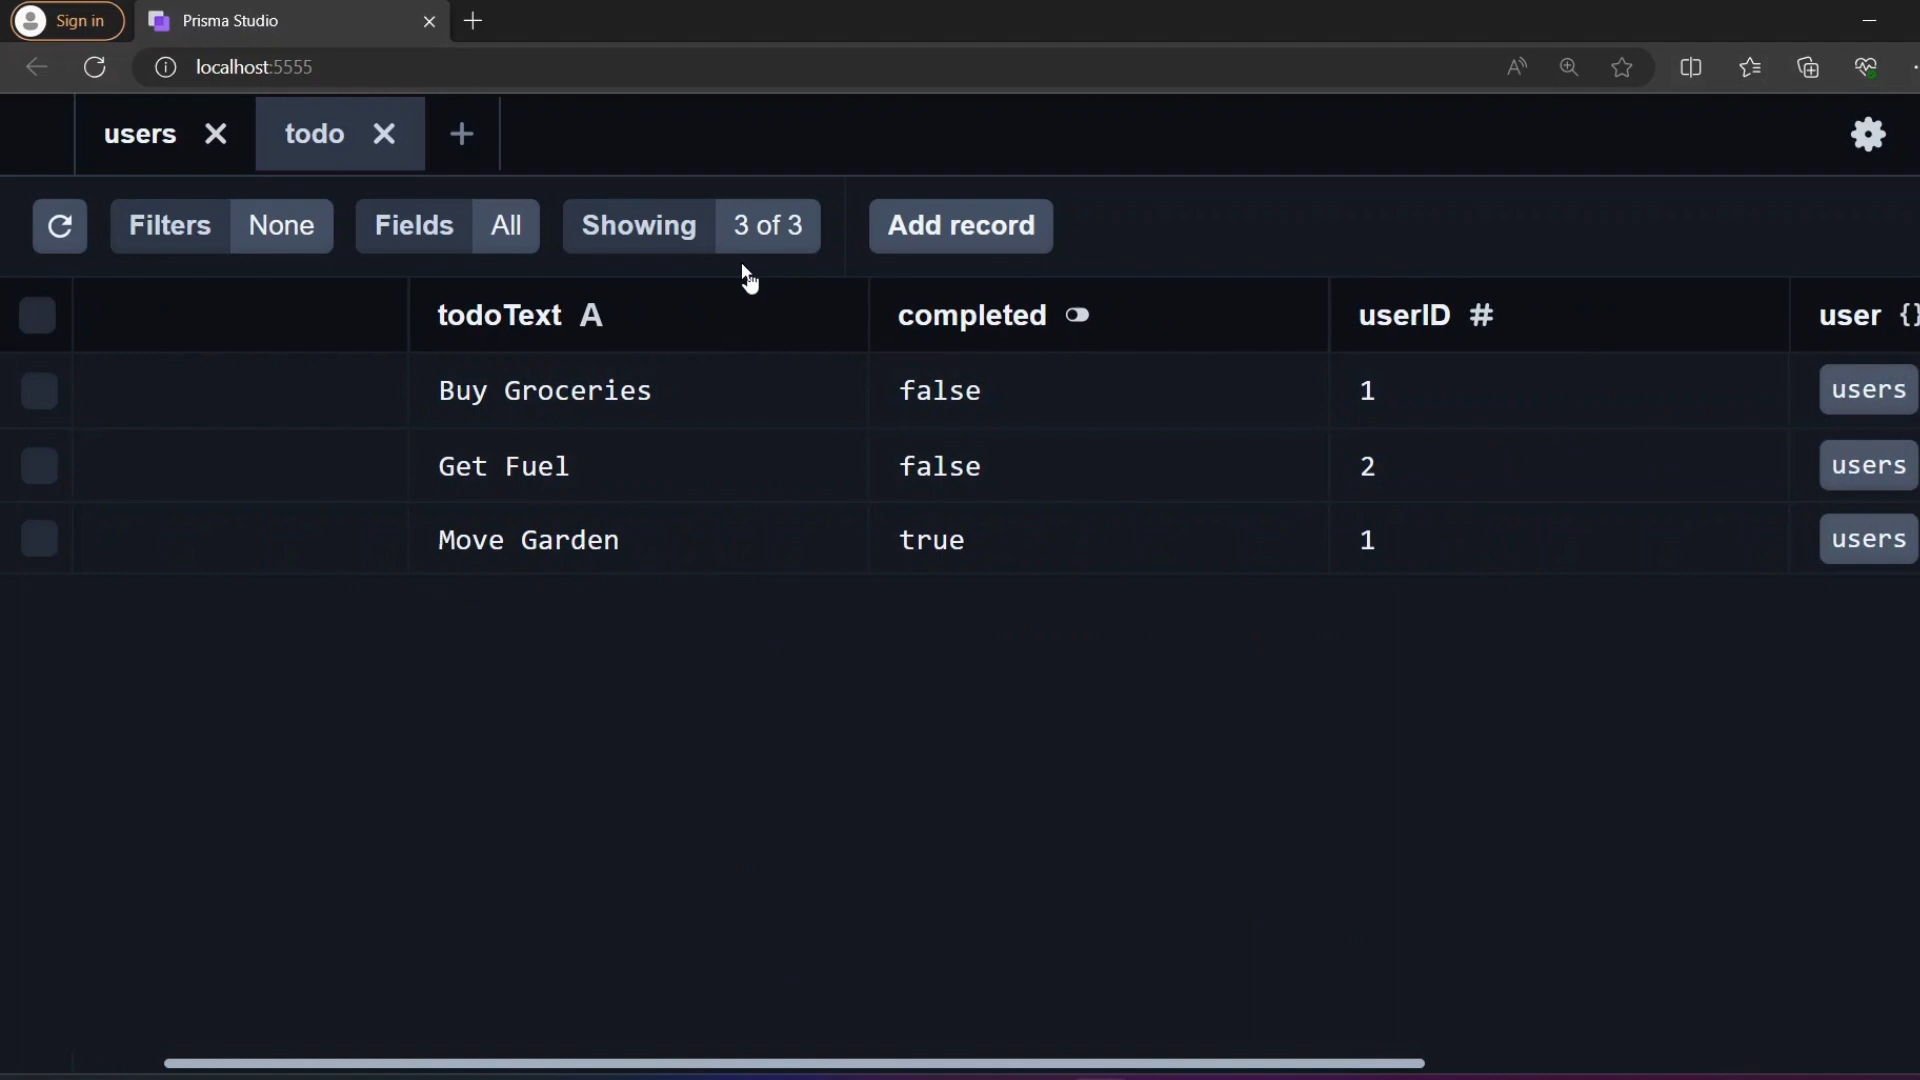 Sign in
Prisma Studio
localhost:5555
users
todo
Filters None
Fields All
Showing 3 of 3
Add record
todoText A completed userID # user {}
Buy Groceries false 1 users
Get Fuel false 2 users
Move Garden true 1 users